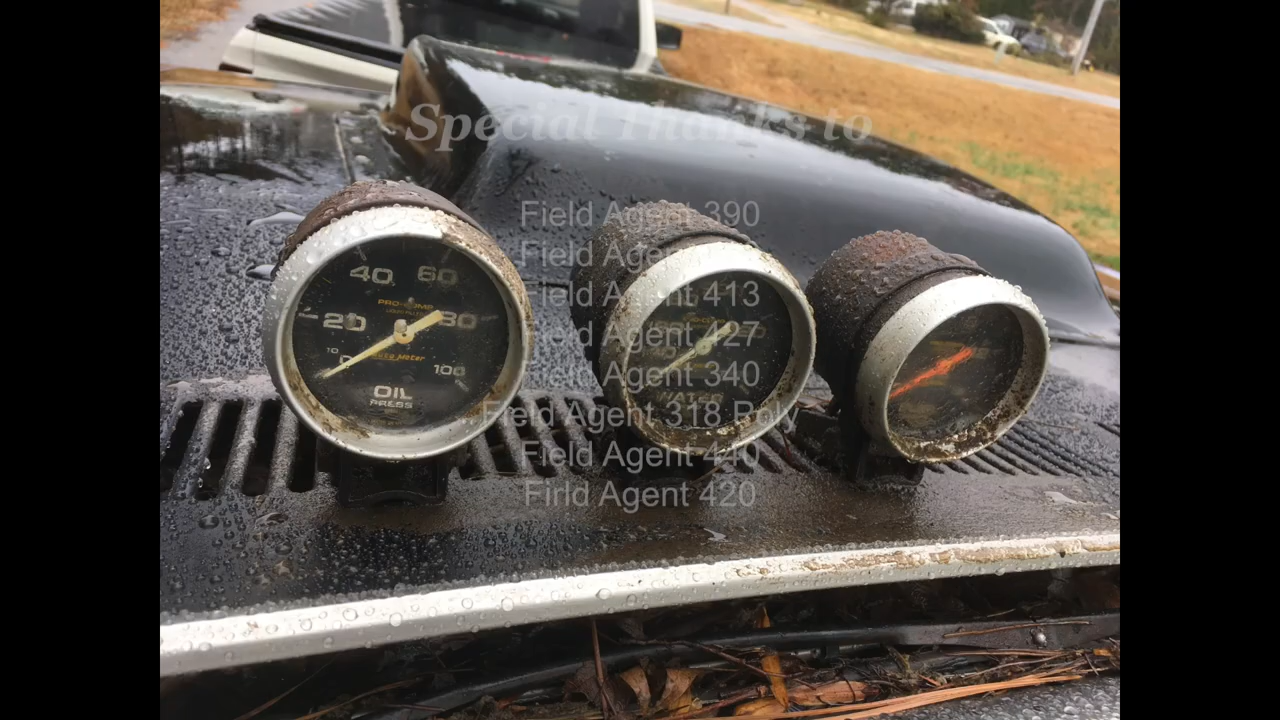 Special Thanks to
Field Agent 390
Field Agent
Field Agent 413
Field Agent 427
Field Agent 340
Field Agent 318 Poly
Field Agent 440
Firld Agent 420
40 60
PRO-COMP
20 80
10
0 Auto Meter
100
OIL
PRESS
WATER